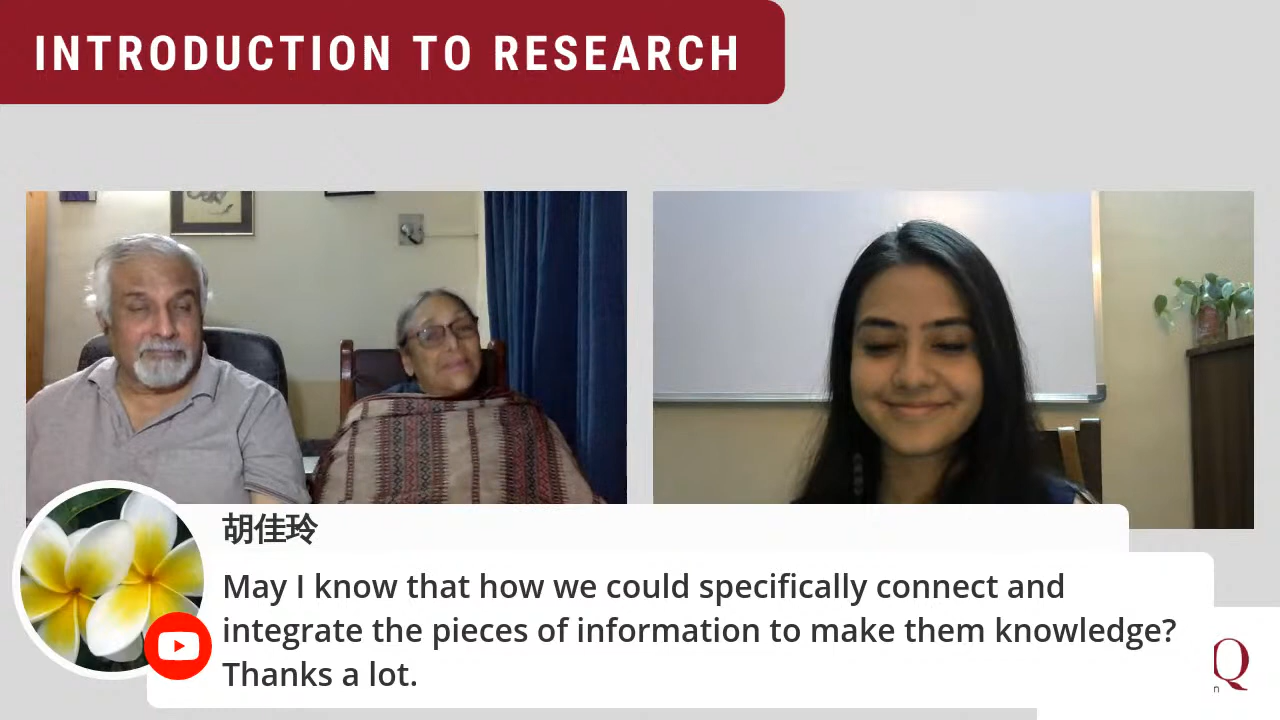 INTRODUCTION TO RESEARCH
胡佳玲
May I know that how we could specifically connect and
integrate the pieces of information to make them knowledge?
Thanks a lot.
Q
n